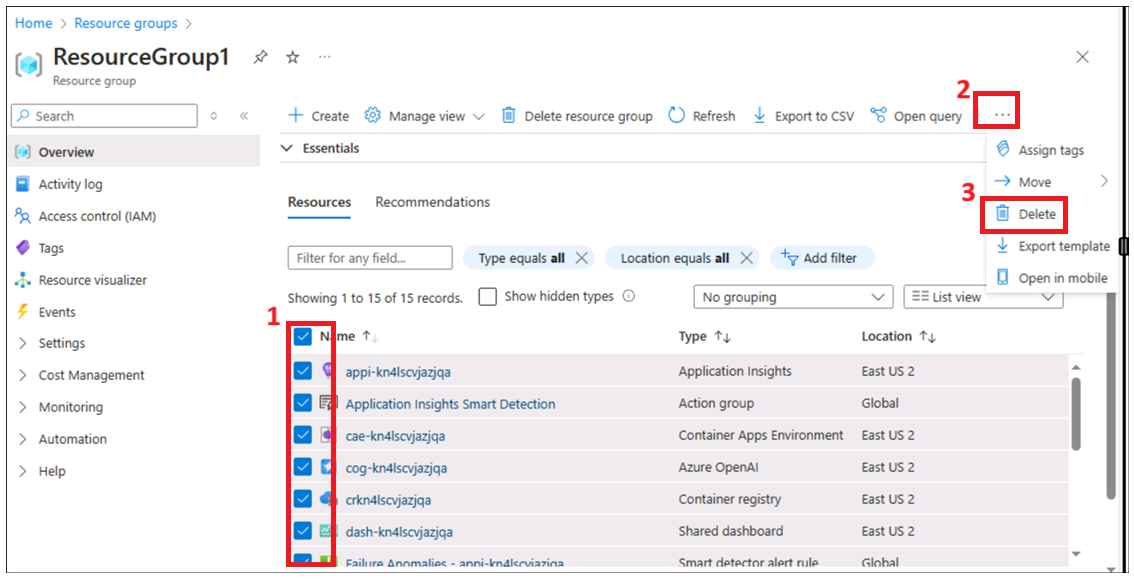 Home > Resource groups >
ResourceGroup1 ...
Resource group
2
Search
Create Manage view Delete resource group Refresh Export to CSV Open query ...
Overview
Activity log
Access control (IAM)
Tags
Resource visualizer
Events
Settings
Cost Management
Monitoring
Automation
Help
Essentials
Assign tags
Move
3
Delete
Export template
Open in mobile
Resources Recommendations
Filter for any field...
Type equals all
Location equals all
Add filter
Showing 1 to 15 of 15 records.
Show hidden types
No grouping
List view
1
Name Type Location
appi-kn4lscvjazjqa Application Insights East US 2
Application Insights Smart Detection Action group Global
cae-kn4lscvjazjqa Container Apps Environment East US 2
cog-kn4lscvjazjqa Azure OpenAI East US 2
crkn4lscvjazjqa Container registry East US 2
dash-kn4lscvjazjqa Shared dashboard East US 2
Failure Anomalies - appi-kn4lscvjazjqa Smart detector alert rule Global